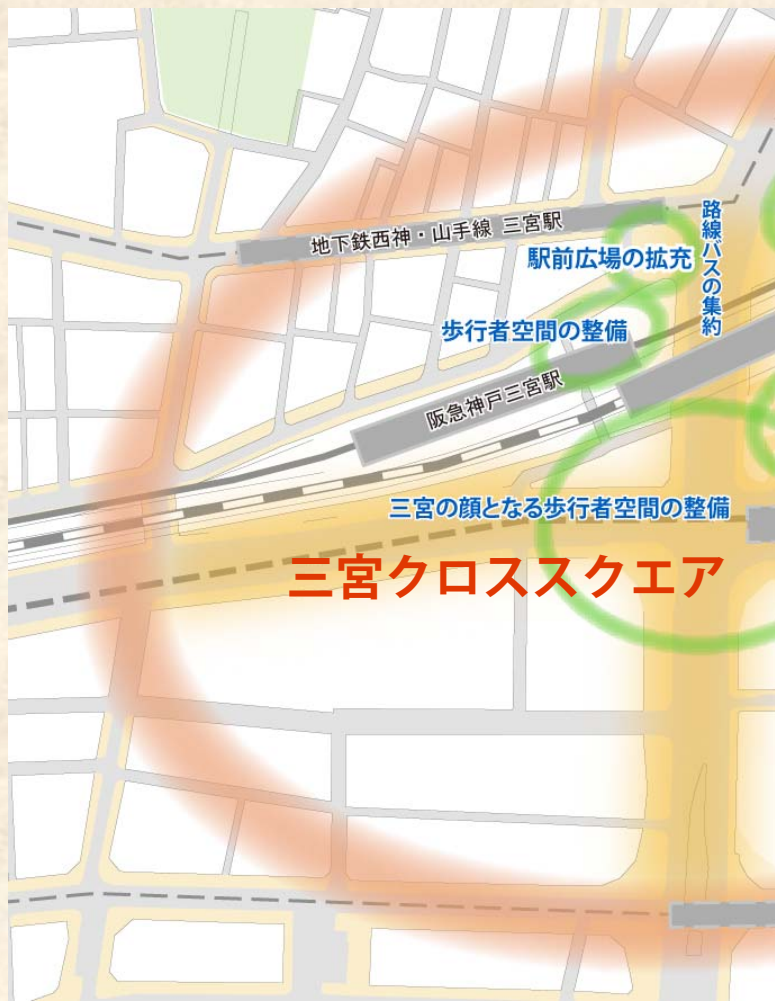 地下鉄西神・山手線 三宮駅
駅前広場の拡充
路線バスの集約
歩行者空間の整備
阪急神戸三宮駅
三宮の顔となる歩行者空間の整備
三宮クロススクエア